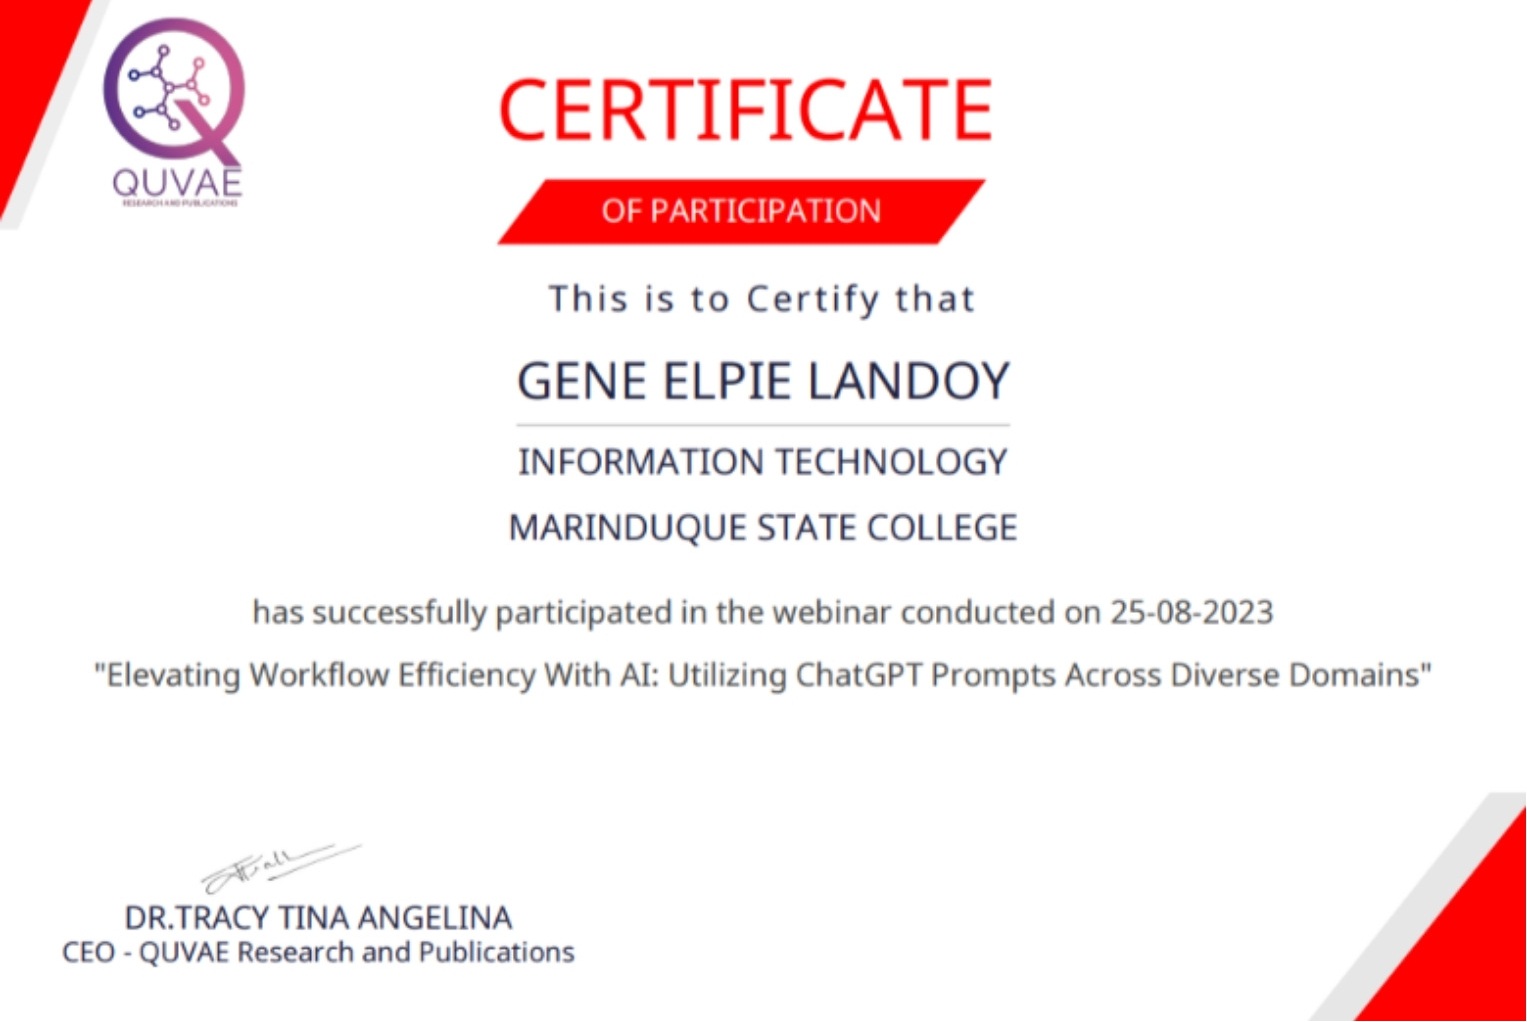 QUVAE
RESEARCH AND PUBLICATIONS
CERTIFICATE
OF PARTICIPATION
This is to Certify that
GENE ELPIE LANDOY
INFORMATION TECHNOLOGY
MARINDUQUE STATE COLLEGE
has successfully participated in the webinar conducted on 25-08-2023
"Elevating Workflow Efficiency With AI: Utilizing ChatGPT Prompts Across Diverse Domains"
DR.TRACY TINA ANGELINA
CEO - QUVAE Research and Publications